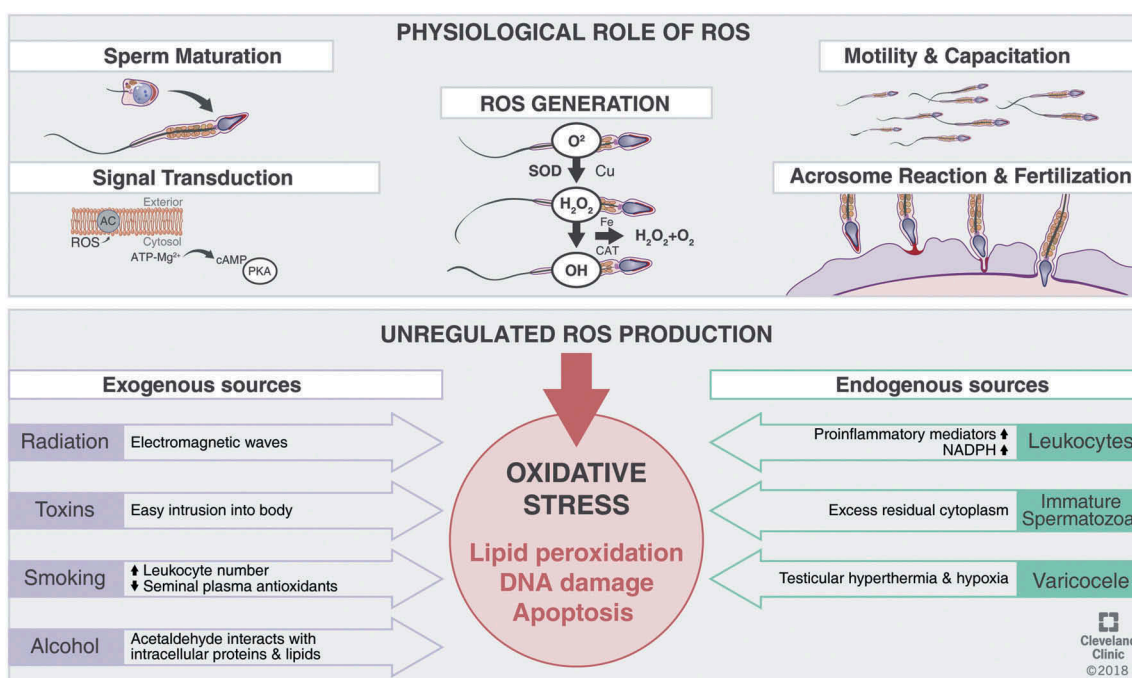 PHYSIOLOGICAL ROLE OF ROS
Sperm Maturation
Signal Transduction
Exterior
AC
ROS
Cytosol
ATP-Mg²⁺
cAMP
PKA
ROS GENERATION
O²
SOD
Cu
H₂O₂
Fe
CAT
H₂O₂+O₂
OH
Motility & Capacitation
Acrosome Reaction & Fertilization
UNREGULATED ROS PRODUCTION
Exogenous sources
Radiation
Electromagnetic waves
Toxins
Easy intrusion into body
Smoking
⬆ Leukocyte number
⬇ Seminal plasma antioxidants
Alcohol
Acetaldehyde interacts with
intracellular proteins & lipids
OXIDATIVE
STRESS
Lipid peroxidation
DNA damage
Apoptosis
Endogenous sources
Proinflammatory mediators ⬆
NADPH ⬆
Leukocytes
Excess residual cytoplasm
Immature
Spermatozoa
Testicular hyperthermia & hypoxia
Varicocele
Cleveland
Clinic
©2018